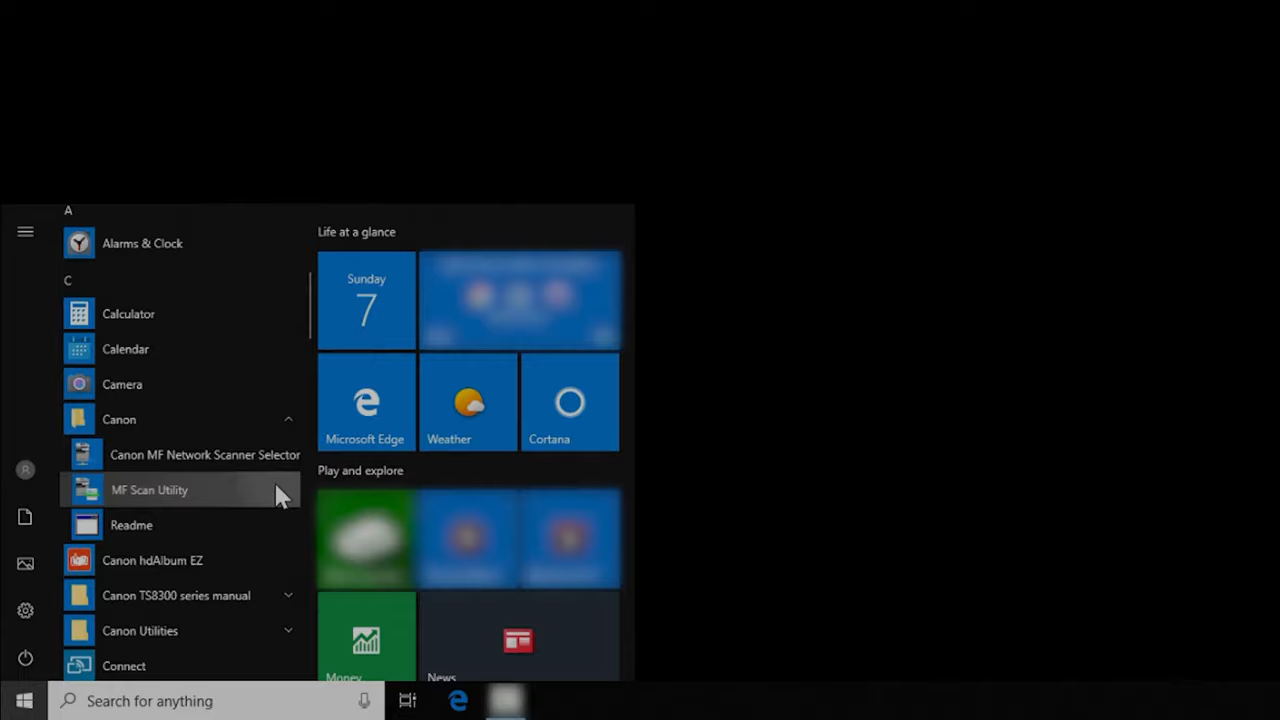 A
Alarms & Clock
C
Calculator
Calendar
Camera
Canon
Canon MF Network Scanner Selector
MF Scan Utility
Readme
Canon hdAlbum EZ
Canon TS8300 series manual
Canon Utilities
Connect
Life at a glance
Sunday
7
Microsoft Edge
Weather
Cortana
Play and explore
Money
News
Search for anything